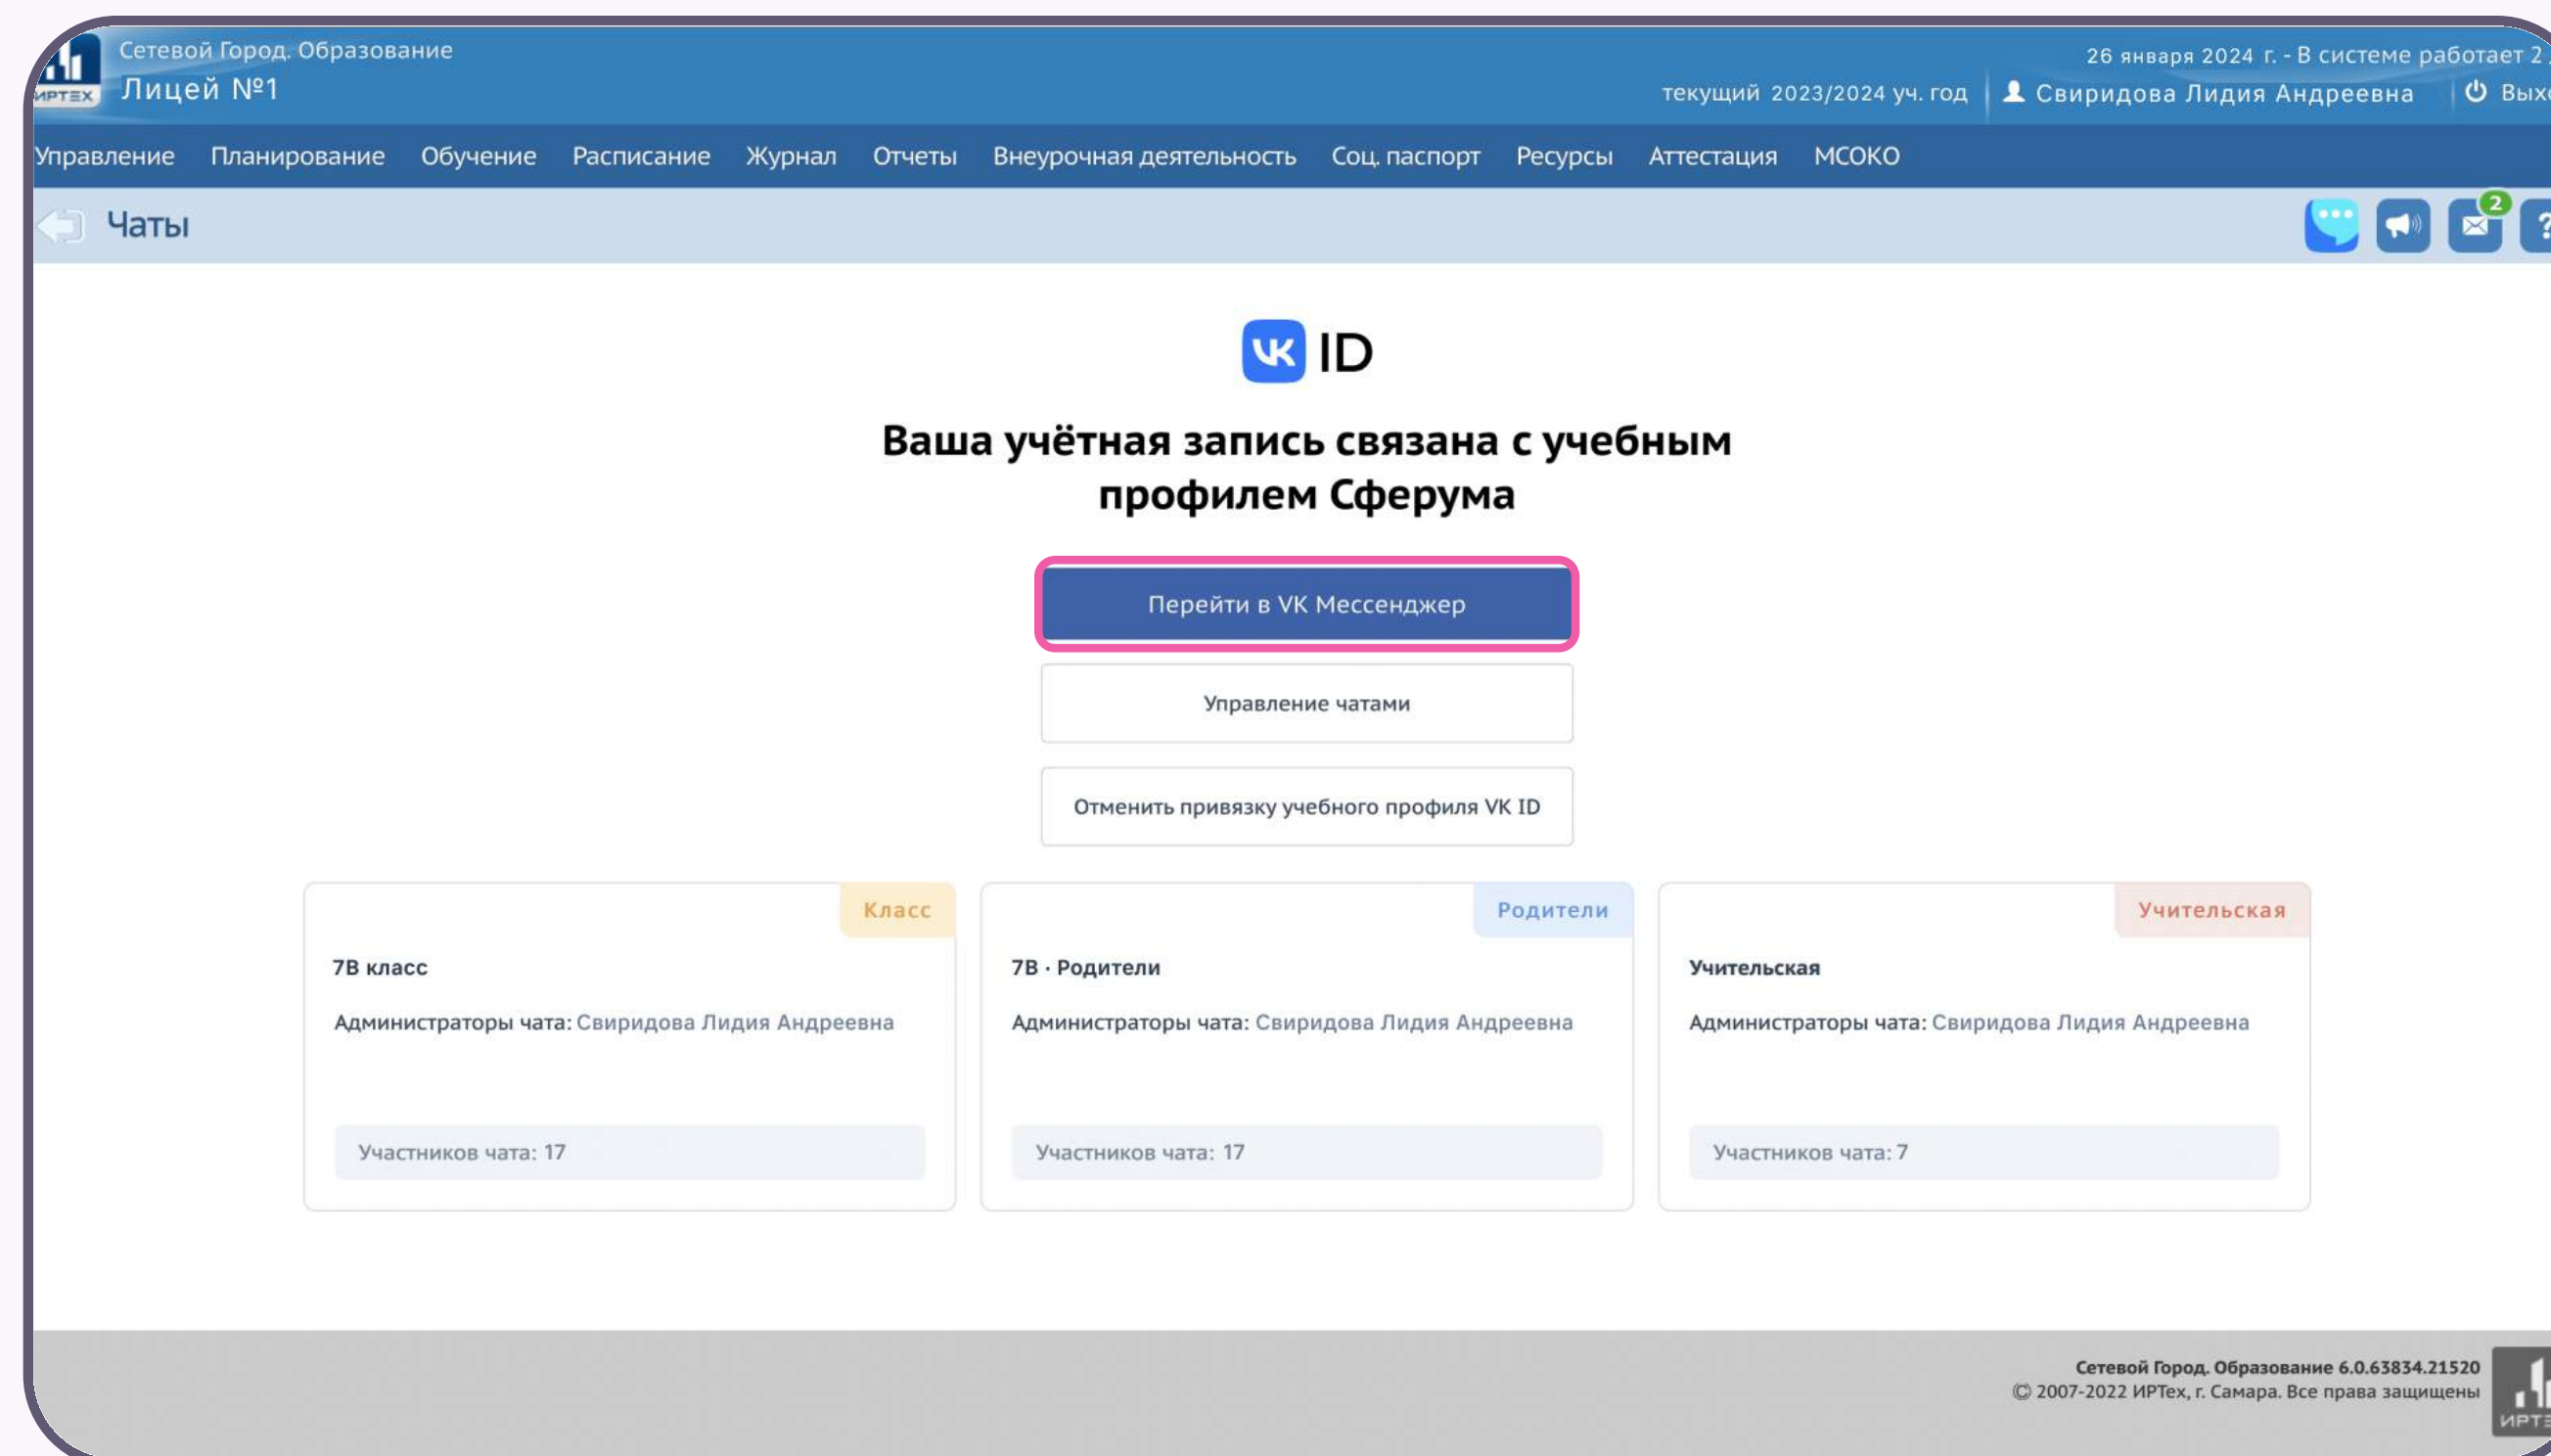 Сетевой Город. Образование
Лицей №1
ИРТЕХ
26 января 2024 г. - В системе работает 2
текущий 2023/2024 уч. год
Свиридова Лидия Андреевна
Управление Планирование Обучение Расписание Журнал Отчеты Внеурочная деятельность Соц. паспорт Ресурсы Аттестация МСОКО
Чаты
2
?
VK ID
Ваша учётная запись связана с учебным
профилем Сферума
Перейти в VK Мессенджер
Управление чатами
Отменить привязку учебного профиля VK ID
Класс
7В класс
Администраторы чата: Свиридова Лидия Андреевна
Участников чата: 17
Родители
7В · Родители
Администраторы чата: Свиридова Лидия Андреевна
Участников чата: 17
Учительская
Учительская
Администраторы чата: Свиридова Лидия Андреевна
Участников чата: 7
Сетевой Город. Образование 6.0.63834.21520
© 2007-2022 ИРТех, г. Самара. Все права защищены